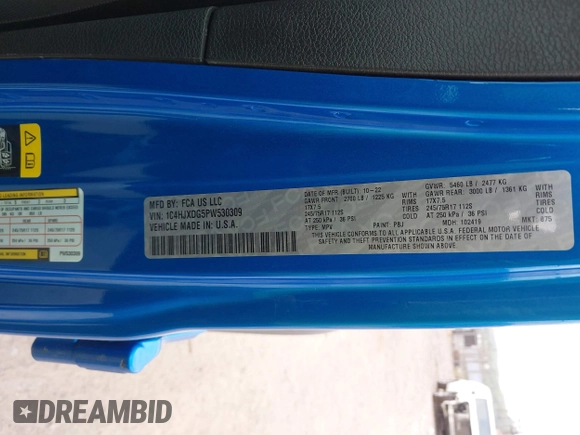 MFD BY: FCA US LLC
VIN: 1C4HJXDG5PW530309
VEHICLE MADE IN: U.S.A.
DATE OF MFR.(BUILT) 10-22
GAWR FRONT 2700 LB / 1225 KG
17X7.5 RIMS
245/75R17 112S TIRES
AT 250 kPa / 36 PSI
TYPE: MPV PAINT: PBJ
GVWR: 5460 LB / 2477 KG
GAWR REAR: 3000 LB / 1361 KG
17X7.5 RIMS
245/75R17 112S TIRES
AT 250 kPa / 36 PSI
MDH: 102419
MKT: 875
THIS VEHICLE CONFORMS TO ALL APPLICABLE U.S.A. FEDERAL MOTOR VEHICLE
SAFETY, BUMPER, AND THEFT PREVENTION STANDARDS IN EFFECT ON THE DATE OF MANUFACTURE
SHOWN ABOVE
DREAMBID